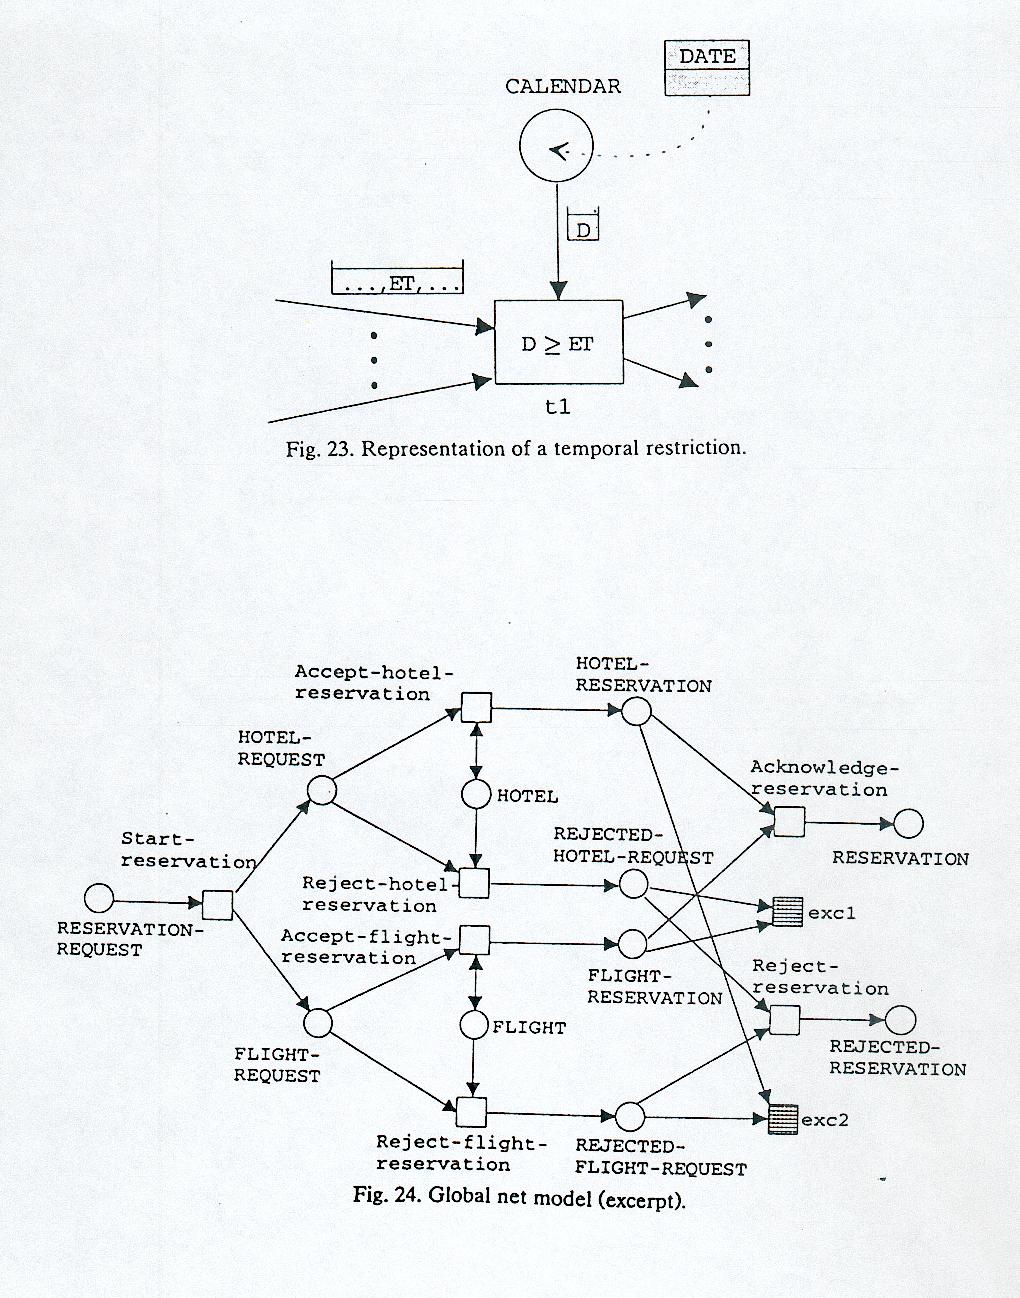 DATE
CALENDAR
D
...,ET,...
D ≥ ET
t1
Fig. 23. Representation of a temporal restriction.
Accept-hotel-
reservation
HOTEL-
RESERVATION
HOTEL-
REQUEST
Acknowledge-
reservation
HOTEL
Start-
reservation
REJECTED-
HOTEL-REQUEST
RESERVATION
Reject-hotel-
reservation
exc1
RESERVATION-
REQUEST
Accept-flight-
reservation
FLIGHT-
RESERVATION
Reject-
reservation
FLIGHT
FLIGHT-
REQUEST
REJECTED-
RESERVATION
exc2
Reject-flight-
reservation
REJECTED-
FLIGHT-REQUEST
Fig. 24. Global net model (excerpt).